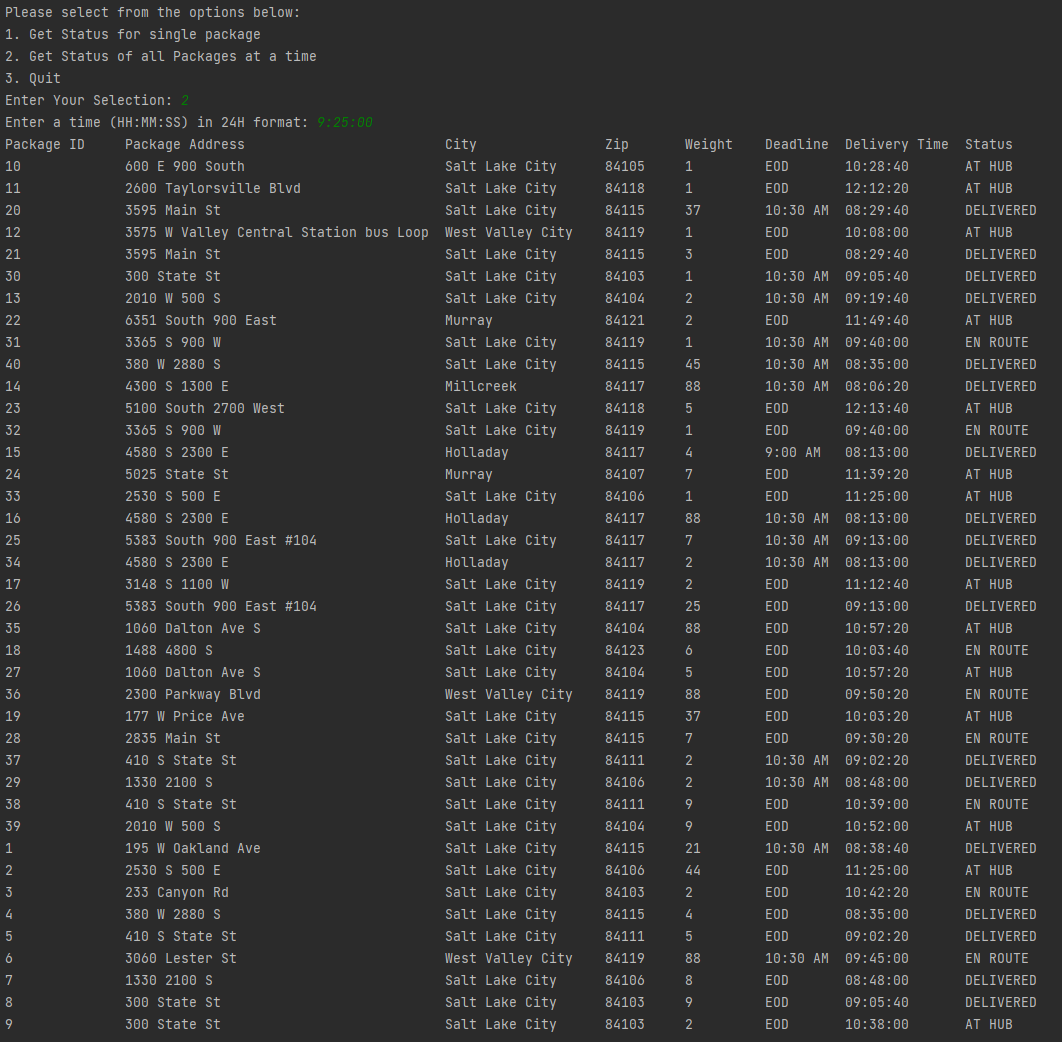 Please select from the options below:
1. Get Status for single package
2. Get Status of all Packages at a time
3. Quit
Enter Your Selection: 2
Enter a time (HH:MM:SS) in 24H format: 9:25:00
Package ID     Package Address                         City                Zip       Weight    Deadline  Delivery Time  Status
10             600 E 900 South                         Salt Lake City      84105     1         EOD       10:28:40       AT HUB
11             2600 Taylorsville Blvd                  Salt Lake City      84118     1         EOD       12:12:20       AT HUB
20             3595 Main St                            Salt Lake City      84115     37        10:30 AM  08:29:40       DELIVERED
12             3575 W Valley Central Station bus Loop  West Valley City    84119     1         EOD       10:08:00       AT HUB
21             3595 Main St                            Salt Lake City      84115     3         EOD       08:29:40       DELIVERED
30             300 State St                            Salt Lake City      84103     1         10:30 AM  09:05:40       DELIVERED
13             2010 W 500 S                            Salt Lake City      84104     2         10:30 AM  09:19:40       DELIVERED
22             6351 South 900 East                     Murray              84121     2         EOD       11:49:40       AT HUB
31             3365 S 900 W                            Salt Lake City      84119     1         10:30 AM  09:40:00       EN ROUTE
40             380 W 2880 S                            Salt Lake City      84115     45        10:30 AM  08:35:00       DELIVERED
14             4300 S 1300 E                           Millcreek           84117     88        10:30 AM  08:06:20       DELIVERED
23             5100 South 2700 West                    Salt Lake City      84118     5         EOD       12:13:40       AT HUB
32             3365 S 900 W                            Salt Lake City      84119     1         EOD       09:40:00       EN ROUTE
15             4580 S 2300 E                           Holladay            84117     4         9:00 AM   08:13:00       DELIVERED
24             5025 State St                           Murray              84107     7         EOD       11:39:20       AT HUB
33             2530 S 500 E                            Salt Lake City      84106     1         EOD       11:25:00       AT HUB
16             4580 S 2300 E                           Holladay            84117     88        10:30 AM  08:13:00       DELIVERED
25             5383 South 900 East #104                Salt Lake City      84117     7         10:30 AM  09:13:00       DELIVERED
34             4580 S 2300 E                           Holladay            84117     2         10:30 AM  08:13:00       DELIVERED
17             3148 S 1100 W                           Salt Lake City      84119     2         EOD       11:12:40       AT HUB
26             5383 South 900 East #104                Salt Lake City      84117     25        EOD       09:13:00       DELIVERED
35             1060 Dalton Ave S                       Salt Lake City      84104     88        EOD       10:57:20       AT HUB
18             1488 4800 S                             Salt Lake City      84123     6         EOD       10:03:40       EN ROUTE
27             1060 Dalton Ave S                       Salt Lake City      84104     5         EOD       10:57:20       AT HUB
36             2300 Parkway Blvd                       West Valley City    84119     88        EOD       09:50:20       EN ROUTE
19             177 W Price Ave                         Salt Lake City      84115     37        EOD       10:03:20       AT HUB
28             2835 Main St                            Salt Lake City      84115     7         EOD       09:30:20       EN ROUTE
37             410 S State St                          Salt Lake City      84111     2         10:30 AM  09:02:20       DELIVERED
29             1330 2100 S                             Salt Lake City      84106     2         10:30 AM  08:48:00       DELIVERED
38             410 S State St                          Salt Lake City      84111     9         EOD       10:39:00       EN ROUTE
39             2010 W 500 S                            Salt Lake City      84104     9         EOD       10:52:00       AT HUB
1              195 W Oakland Ave                       Salt Lake City      84115     21        10:30 AM  08:38:40       DELIVERED
2              2530 S 500 E                            Salt Lake City      84106     44        EOD       11:25:00       AT HUB
3              233 Canyon Rd                           Salt Lake City      84103     2         EOD       10:42:20       EN ROUTE
4              380 W 2880 S                            Salt Lake City      84115     4         EOD       08:35:00       DELIVERED
5              410 S State St                          Salt Lake City      84111     5         EOD       09:02:20       DELIVERED
6              3060 Lester St                          West Valley City    84119     88        10:30 AM  09:45:00       EN ROUTE
7              1330 2100 S                             Salt Lake City      84106     8         EOD       08:48:00       DELIVERED
8              300 State St                            Salt Lake City      84103     9         EOD       09:05:40       DELIVERED
9              300 State St                            Salt Lake City      84103     2         EOD       10:38:00       AT HUB